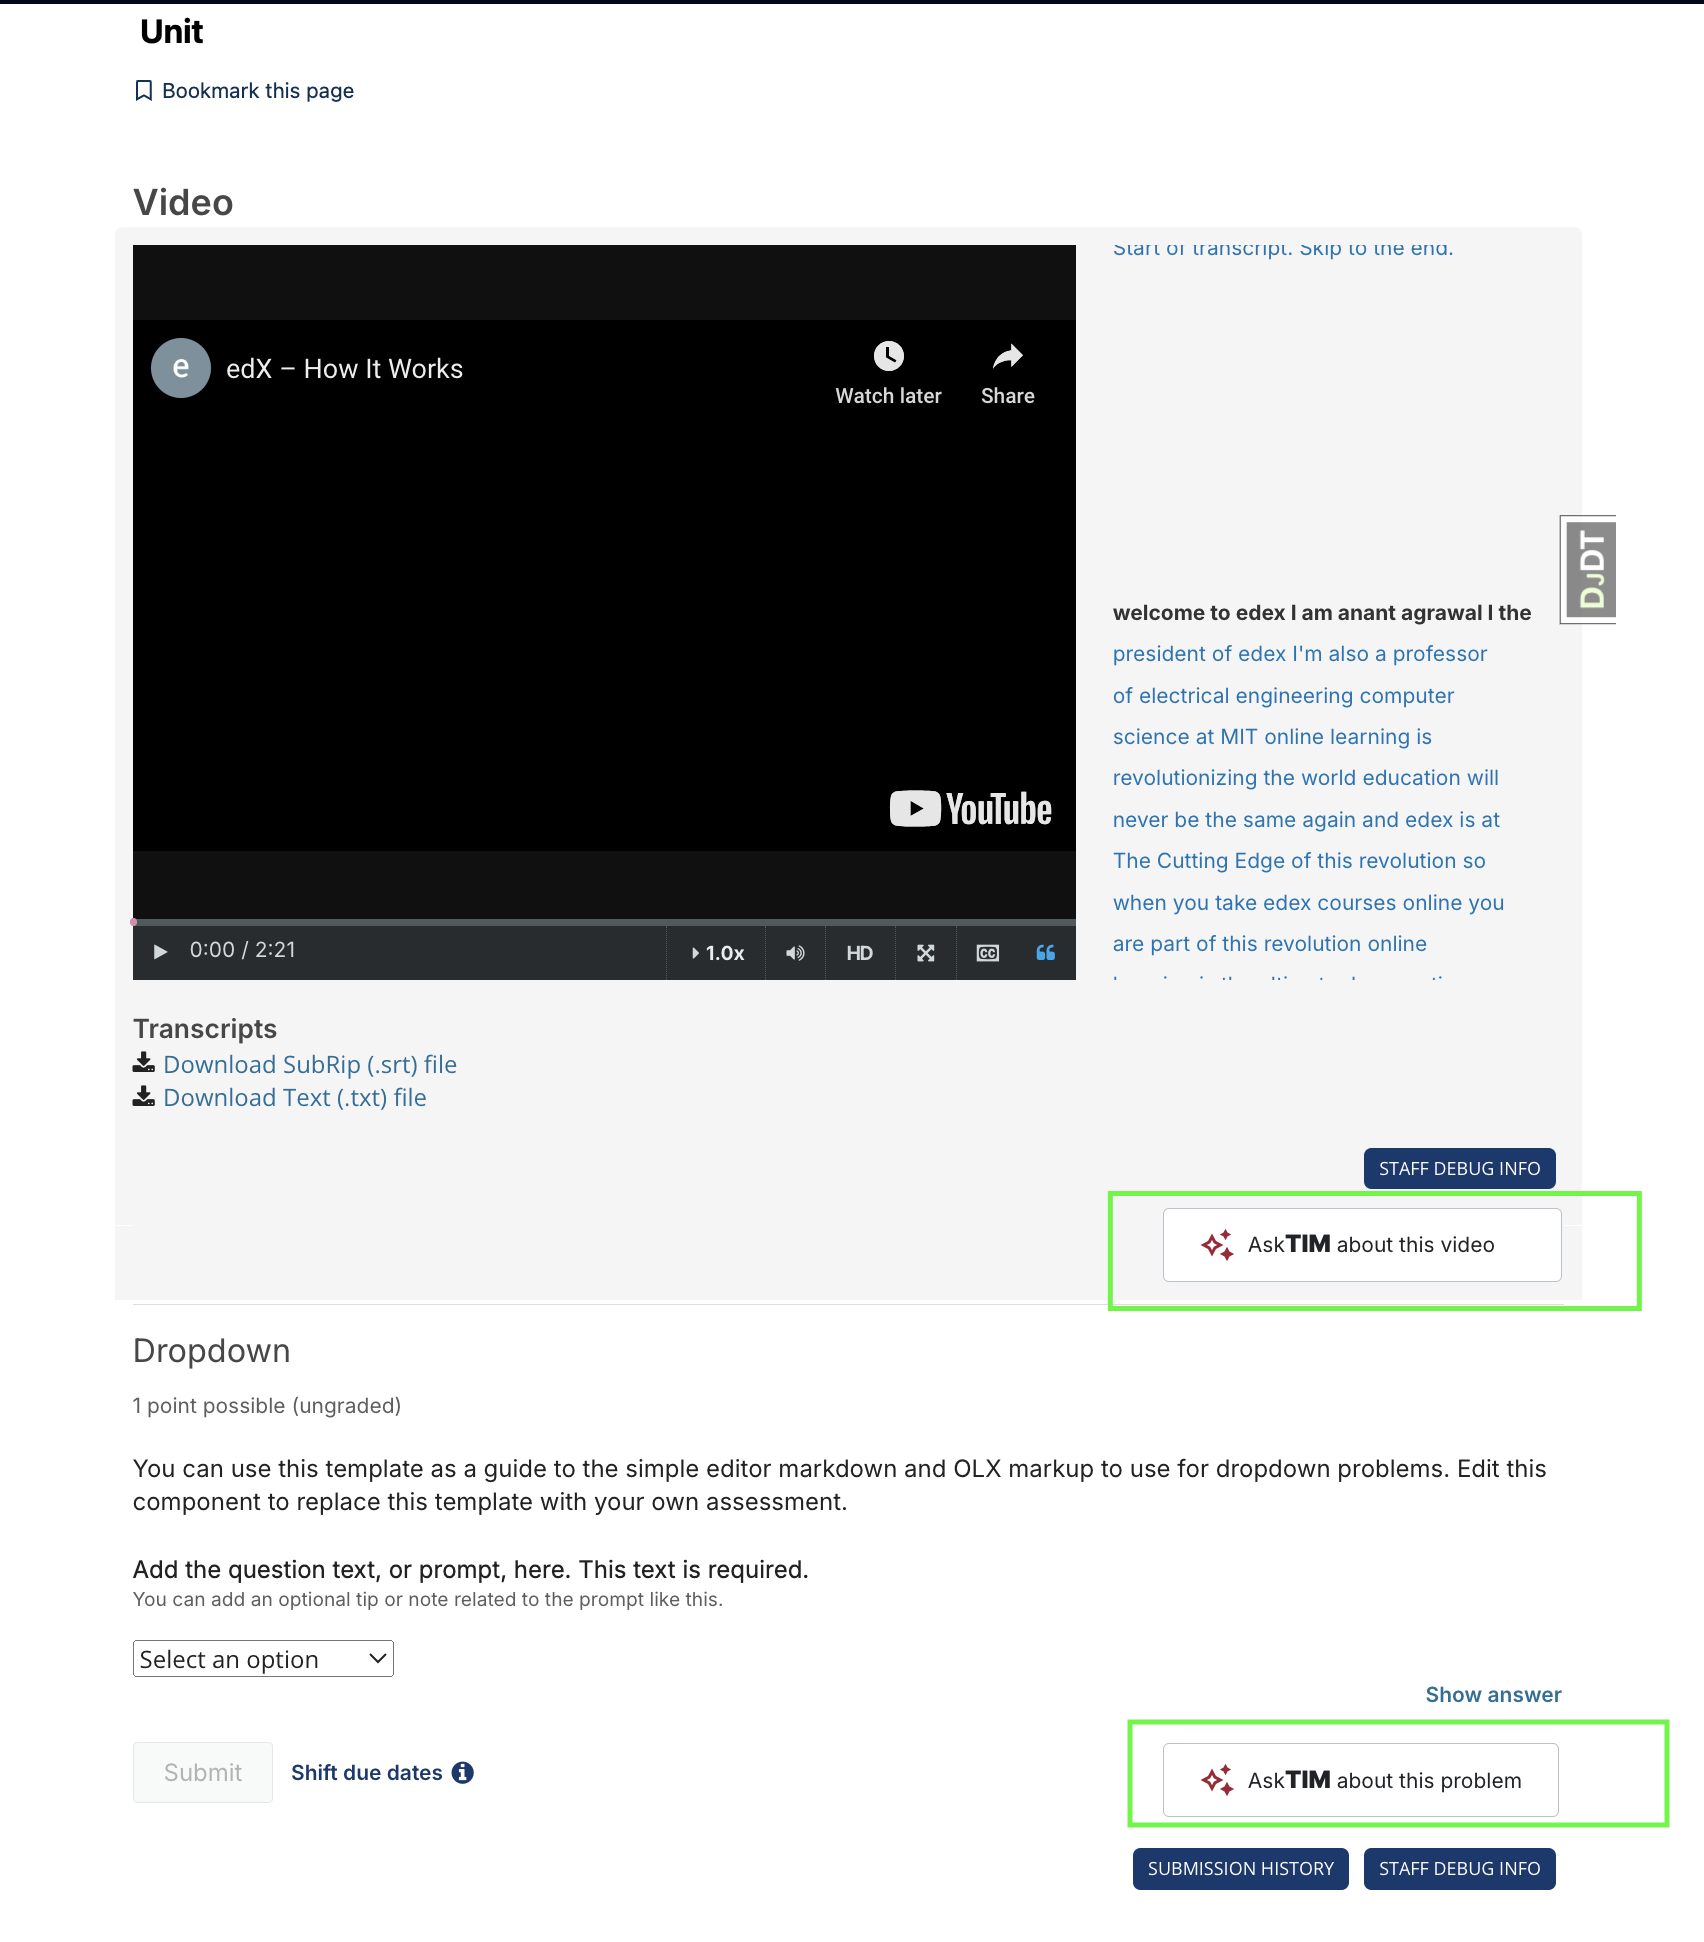 Unit
Bookmark this page
Video
Start of transcript. Skip to the end.
e
edX – How It Works
Watch later
Share
DJDT
welcome to edex I am anant agrawal I the
president of edex I'm also a professor
of electrical engineering computer
science at MIT online learning is
revolutionizing the world education will
never be the same again and edex is at
The Cutting Edge of this revolution so
when you take edex courses online you
are part of this revolution online
YouTube
0:00 / 2:21
1.0x
HD
CC
Transcripts
Download SubRip (.srt) file
Download Text (.txt) file
STAFF DEBUG INFO
AskTIM about this video
Dropdown
1 point possible (ungraded)
You can use this template as a guide to the simple editor markdown and OLX markup to use for dropdown problems. Edit this
component to replace this template with your own assessment.
Add the question text, or prompt, here. This text is required.
You can add an optional tip or note related to the prompt like this.
Select an option
Show answer
Submit
Shift due dates
AskTIM about this problem
SUBMISSION HISTORY
STAFF DEBUG INFO